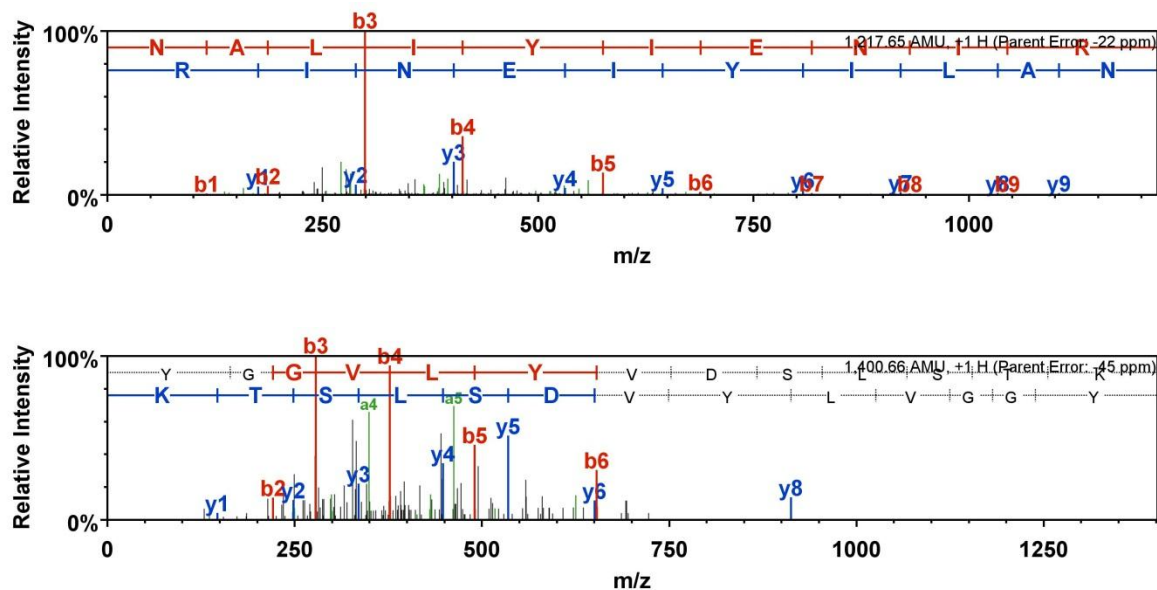 b3
N A L I Y I E N I R
1,217.65 AMU, +1 H (Parent Error: -22 ppm)
R I N E I Y I L A N
b4
y3
b5
b1 y1 b2 y2 y4 y5 b6 y6 b7 y7 b8 y8 b9 y9
100%
0%
Relative Intensity
0 250 500 750 1000
m/z
b3 b4
Y G G V L Y V D S L S T K
1,400.66 AMU, +1 H (Parent Error: -45 ppm)
K T S L S D V Y L V G G Y
a4 a5
y5
b5
y4
b6
y3
b2 y2 y6 y8
y1
100%
0%
Relative Intensity
0 250 500 750 1000 1250
m/z